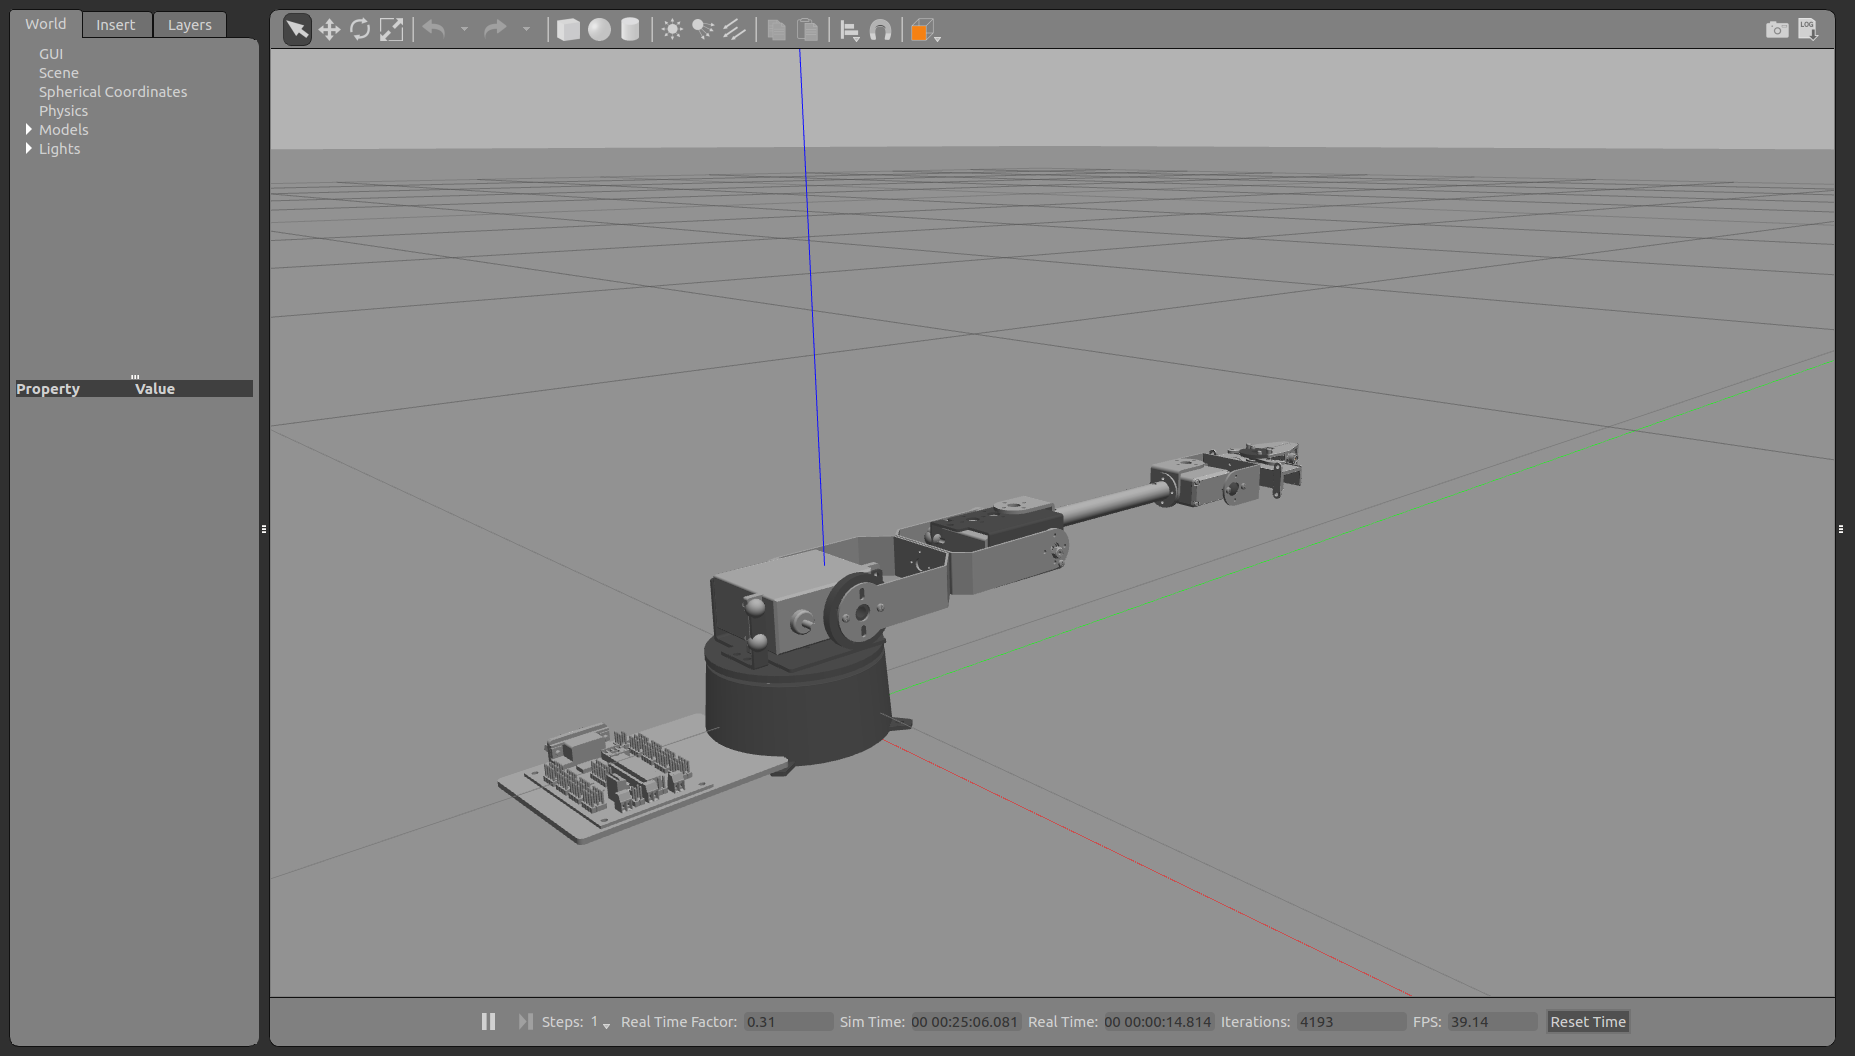 World Insert Layers
GUI
Scene
Spherical Coordinates
Physics
Models
Lights
Property Value
LOG
Steps: 1 Real Time Factor: 0.31 Sim Time: 00 00:25:06.081 Real Time: 00 00:00:14.814 Iterations: 4193 FPS: 39.14 Reset Time